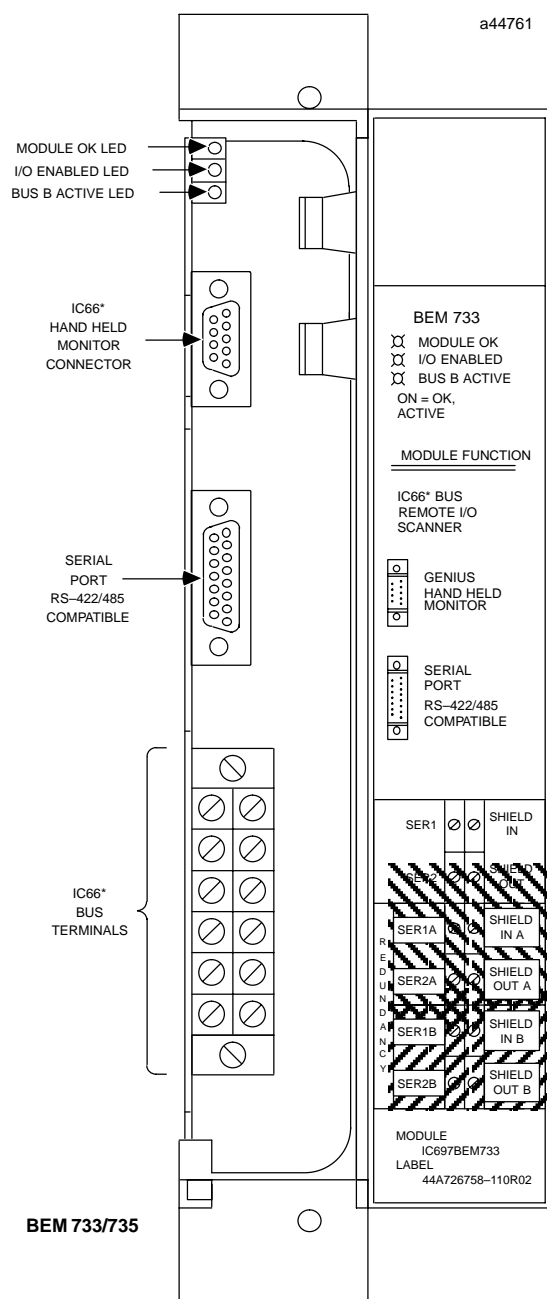 a44761
MODULE OK LED
I/O ENABLED LED
BUS B ACTIVE LED
IC66*
HAND HELD
MONITOR
CONNECTOR
SERIAL
PORT
RS–422/485
COMPATIBLE
IC66*
BUS
TERMINALS
BEM 733/735
BEM 733
MODULE OK
I/O ENABLED
BUS B ACTIVE
ON = OK,
ACTIVE
MODULE FUNCTION
IC66* BUS
REMOTE I/O
SCANNER
GENIUS
HAND HELD
MONITOR
SERIAL
PORT
RS–422/485
COMPATIBLE
SER1
SHIELD
IN
SER2
SHIELD
OUT
REDUNDANCY
SER1A
SHIELD
IN A
SER2A
SHIELD
OUT A
SER1B
SHIELD
IN B
SER2B
SHIELD
OUT B
MODULE
IC697BEM733
LABEL
44A726758–110R02